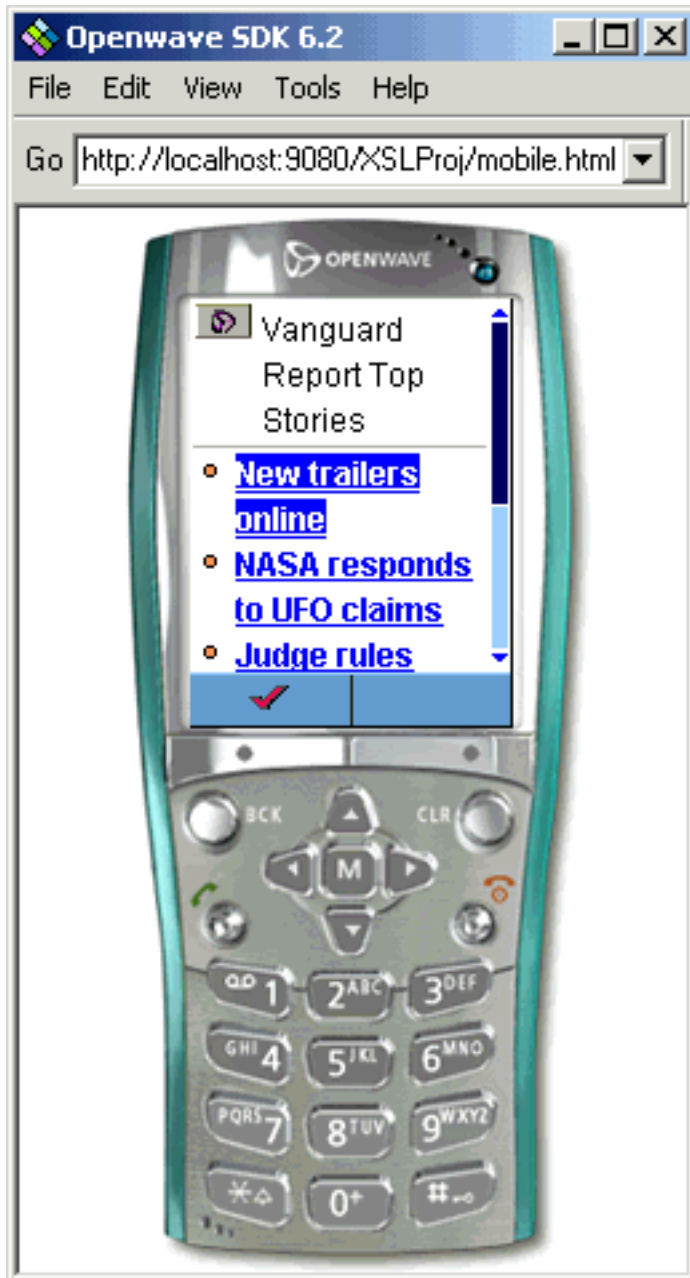 Openwave SDK 6.2
File Edit View Tools Help
Go http://localhost:9080/XSLProj/mobile.html
OPENWAVE
Vanguard
Report Top
Stories
New trailers
online
NASA responds
to UFO claims
Judge rules
BCK CLR
M
1 2ABC 3DEF
GHI4 5JKL 6MNO
PQRS7 8TUV 9WXYZ
* 0+ #